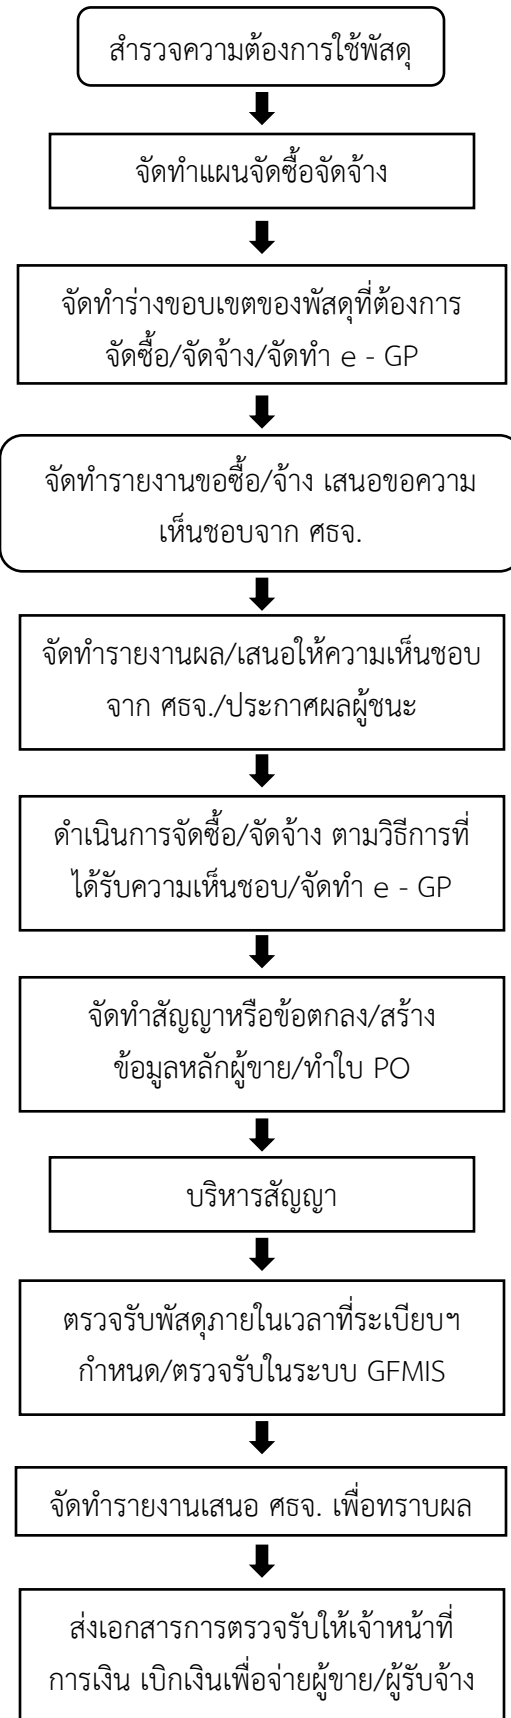 สำรวจความต้องการใช้พัสดุ
จัดทำแผนจัดซื้อจัดจ้าง
จัดทำร่างขอบเขตของพัสดุที่ต้องการ
จัดซื้อ/จัดจ้าง/จัดทำ e - GP
จัดทำรายงานขอซื้อ/จ้าง เสนอขอความ
เห็นชอบจาก ศธจ.
จัดทำรายงานผล/เสนอให้ความเห็นชอบ
จาก ศธจ./ประกาศผลผู้ชนะ
ดำเนินการจัดซื้อ/จัดจ้าง ตามวิธีการที่
ได้รับความเห็นชอบ/จัดทำ e - GP
จัดทำสัญญาหรือข้อตกลง/สร้าง
ข้อมูลหลักผู้ขาย/ทำใบ PO
บริหารสัญญา
ตรวจรับพัสดุภายในเวลาที่ระเบียบฯ
กำหนด/ตรวจรับในระบบ GFMIS
จัดทำรายงานเสนอ ศธจ. เพื่อทราบผล
ส่งเอกสารการตรวจรับให้เจ้าหน้าที่
การเงิน เบิกเงินเพื่อจ่ายผู้ขาย/ผู้รับจ้าง